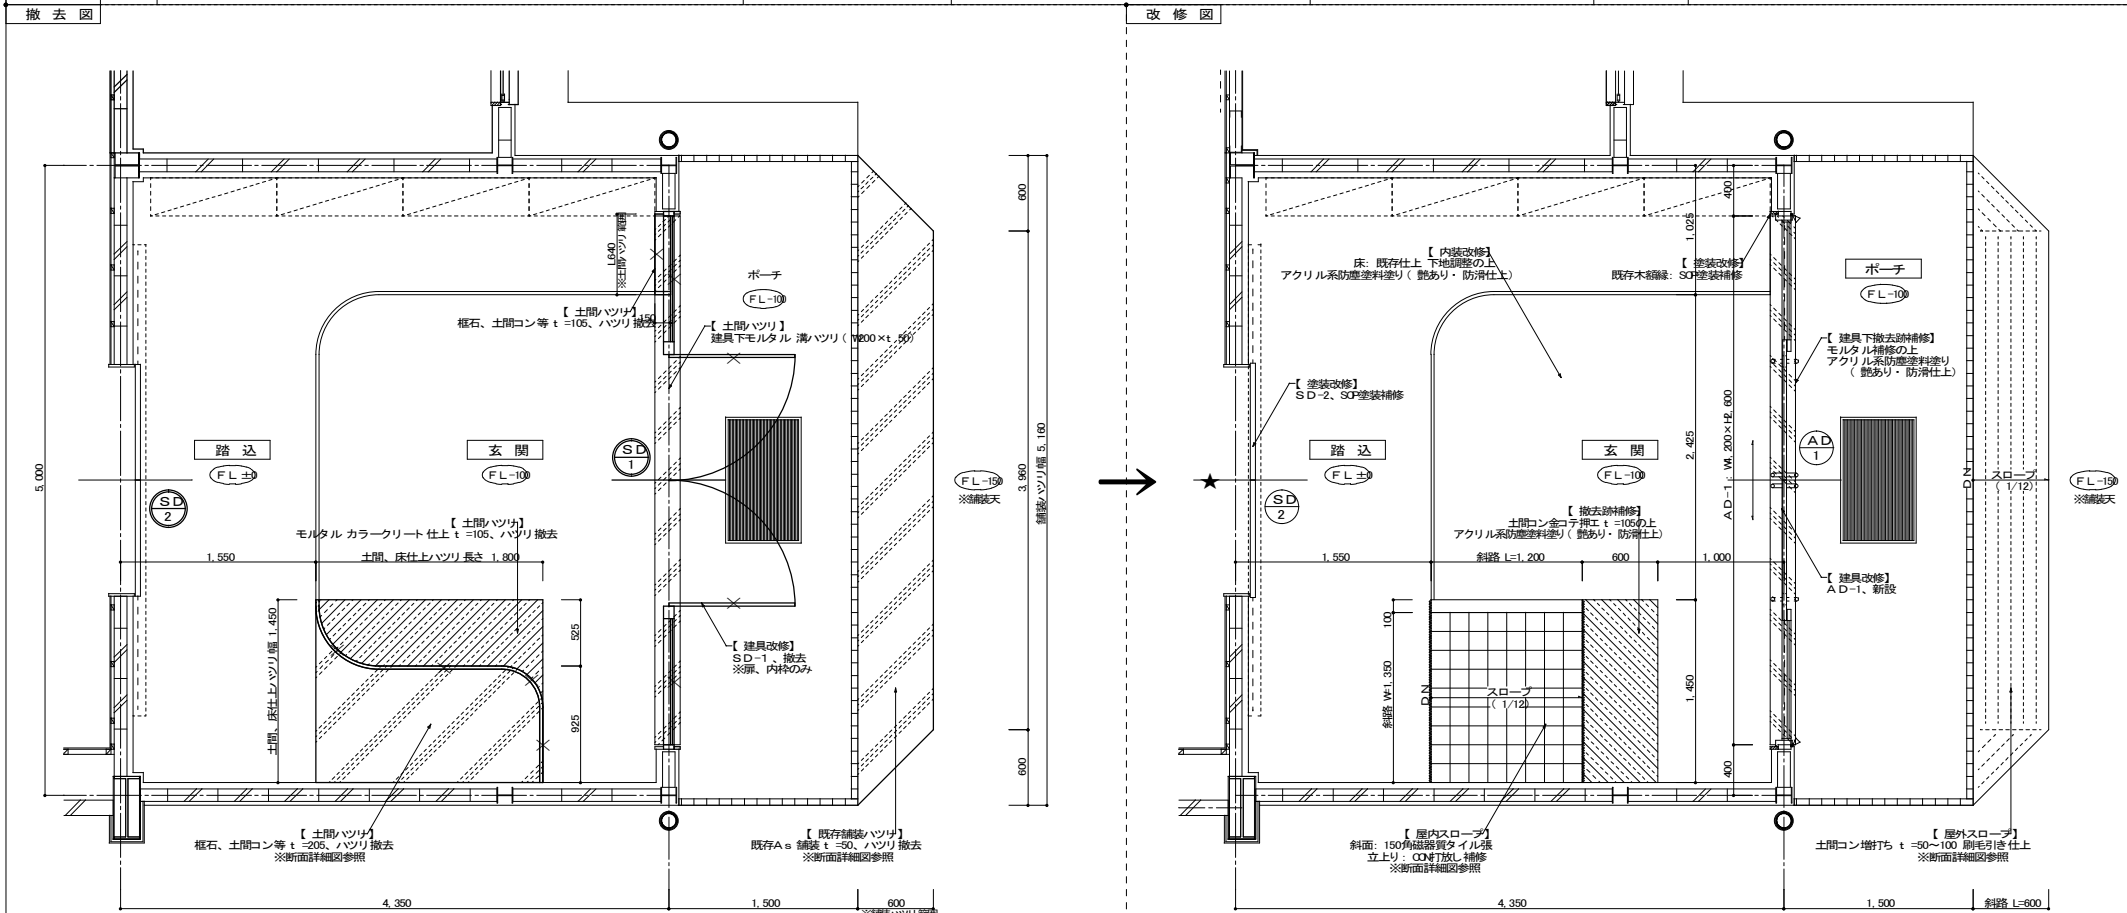 撤去図
改修図
600
L640
※土間ハツリ範囲
【土間ハツリ】
框石、土間コン等 t=105、ハツリ撤去
150
ポーチ
FL-100
【土間ハツリ】
建具下モルタル 溝ハツリ(W200×t.50)
5,000
踏込
FL±0
SD
2
玄関
FL-100
SD
1
FL-150
※舗装天
3,960
舗装ハツリ幅 5,160
【土間ハツリ】
モルタル カラークリート仕上 t=105、ハツリ撤去
1,550
土間、床仕上ハツリ長さ 1,800
土間、床仕上ハツリ幅 1,450
525
925
【建具改修】
SD-1、撤去
※扉、内枠のみ
600
【土間ハツリ】
框石、土間コン等 t=205、ハツリ撤去
※断面詳細図参照
【既存舗装ハツリ】
既存As舗装 t=50、ハツリ撤去
※断面詳細図参照
4,350
1,500
600
※舗装ハツリ範囲
400
1,025
【内装改修】
床: 既存仕上 下地調整の上
アクリル系防塵塗料塗り(艶あり・防滑仕上)
【塗装改修】
既存木額縁: SOP塗装補修
ポーチ
FL-100
【建具下撤去跡補修】
モルタル補修の上
アクリル系防塵塗料塗り
(艶あり・防滑仕上)
【塗装改修】
SD-2、SOP塗装補修
2,425
AD-1: W4,200×H2,600
AD
1
★
踏込
FL±0
SD
2
玄関
FL-100
DN
スロープ
(1/12)
FL-150
※舗装天
【撤去跡補修】
土間コン金コテ押エ t=105の上
アクリル系防塵塗料塗り(艶あり・防滑仕上)
1,550
斜路 L=1,200
600
1,000
【建具改修】
AD-1、新設
100
斜路 W=1,350
DN
スロープ
(1/12)
1,450
400
【屋内スロープ】
斜面: 150角磁器質タイル張
立上り: CON打放し補修
※断面詳細図参照
【屋外スロープ】
土間コン増打ち t=50~100 刷毛引き仕上
※断面詳細図参照
4,350
1,500
斜路 L=600